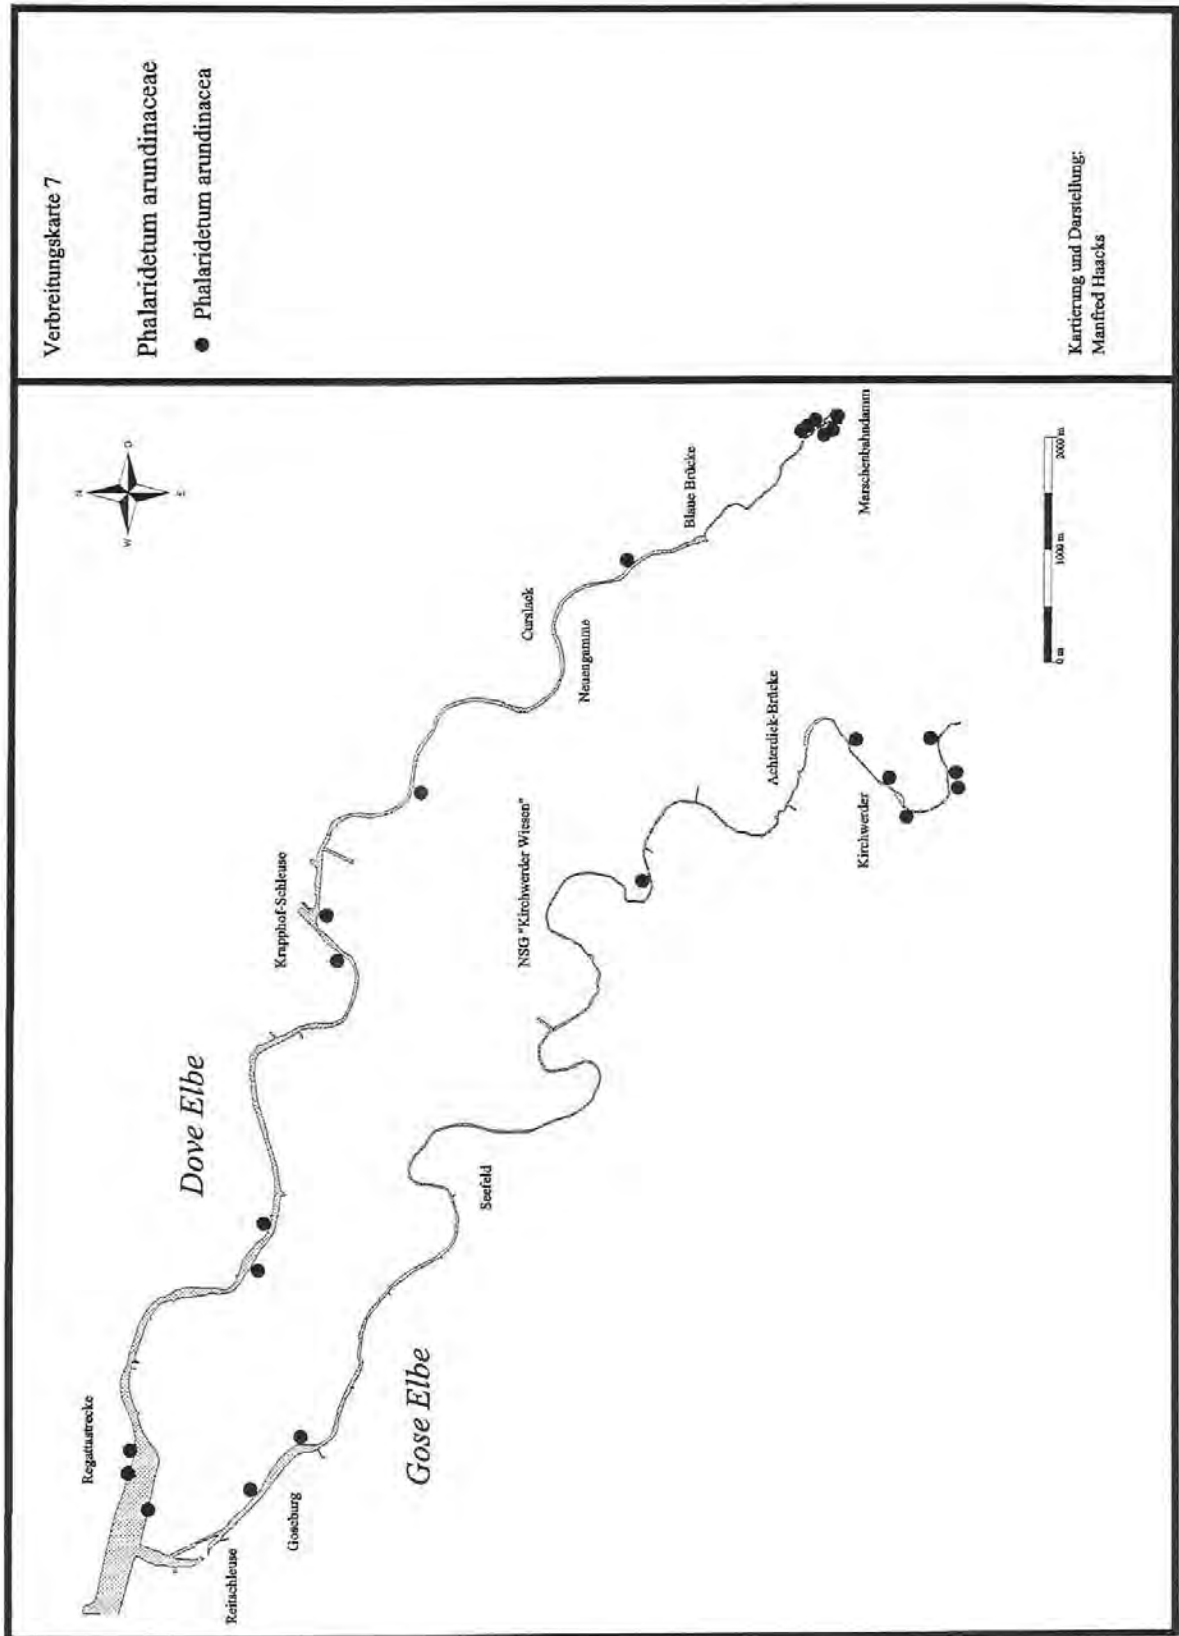 Verbreitungskarte 7
Phalaridetum arundinaceae
Phalaridetum arundinacea
Kartierung und Darstellung:
Manfred Haacks
N
W
O
Regattastrecke
Reitschleuse
Goseburg
Gose Elbe
Dove Elbe
Seefeld
Krapphof-Schleuse
NSG "Kirchwerder Wiesen"
Curslack
Neuengamme
Achterdiek-Brücke
Kirchwerder
Blaue Brücke
Marschenbahndamm
0 m
1000 m
2000 m